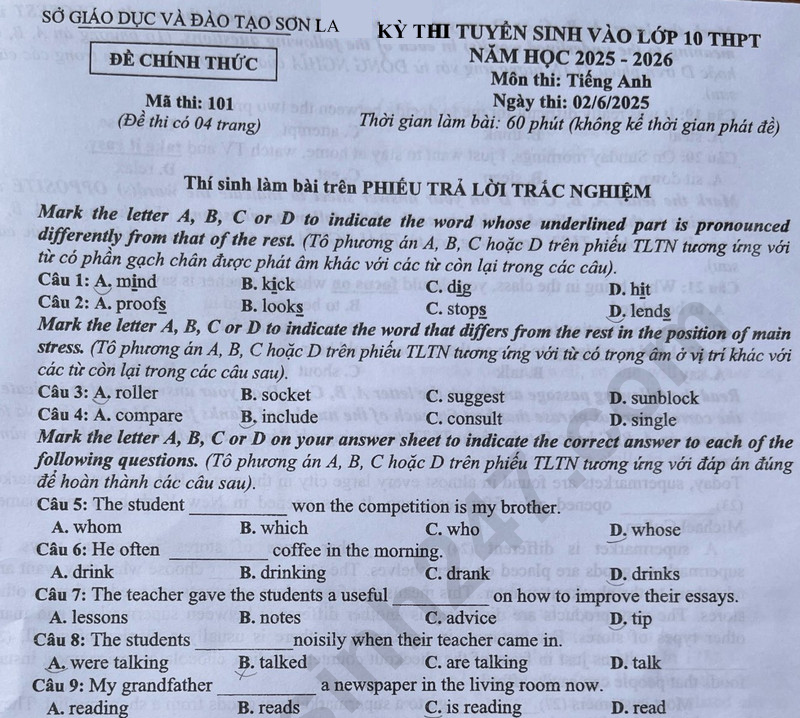 SỞ GIÁO DỤC VÀ ĐÀO TẠO SƠN LA
KỲ THI TUYỂN SINH VÀO LỚP 10 THPT
ĐỀ CHÍNH THỨC
NĂM HỌC 2025 - 2026
Môn thi: Tiếng Anh
Mã thi: 101
Ngày thi: 02/6/2025
(Đề thi có 04 trang)
Thời gian làm bài: 60 phút (không kể thời gian phát đề)
Thí sinh làm bài trên PHIẾU TRẢ LỜI TRẮC NGHIỆM
Mark the letter A, B, C or D to indicate the word whose underlined part is pronounced
differently from that of the rest. (Tô phương án A, B, C hoặc D trên phiếu TLTN tương ứng với
từ có phần gạch chân được phát âm khác với các từ còn lại trong các câu).
Câu 1: A. mind B. kick C. dig D. hit
Câu 2: A. proofs B. looks C. stops D. lends
Mark the letter A, B, C or D to indicate the word that differs from the rest in the position of main
stress. (Tô phương án A, B, C hoặc D trên phiếu TLTN tương ứng với từ có trọng âm ở vị trí khác với
các từ còn lại trong các câu sau).
Câu 3: A. roller B. socket C. suggest D. sunblock
Câu 4: A. compare B. include C. consult D. single
Mark the letter A, B, C or D on your answer sheet to indicate the correct answer to each of the
following questions. (Tô phương án A, B, C hoặc D trên phiếu TLTN tương ứng với đáp án đúng
để hoàn thành các câu sau).
Câu 5: The student __________ won the competition is my brother.
A. whom B. which C. who D. whose
Câu 6: He often __________ coffee in the morning.
A. drink B. drinking C. drank D. drinks
Câu 7: The teacher gave the students a useful __________ on how to improve their essays.
A. lessons B. notes C. advice D. tip
Câu 8: The students __________ noisily when their teacher came in.
A. were talking B. talked C. are talking D. talk
Câu 9: My grandfather __________ a newspaper in the living room now.
A. reading B. reads C. is reading D. read